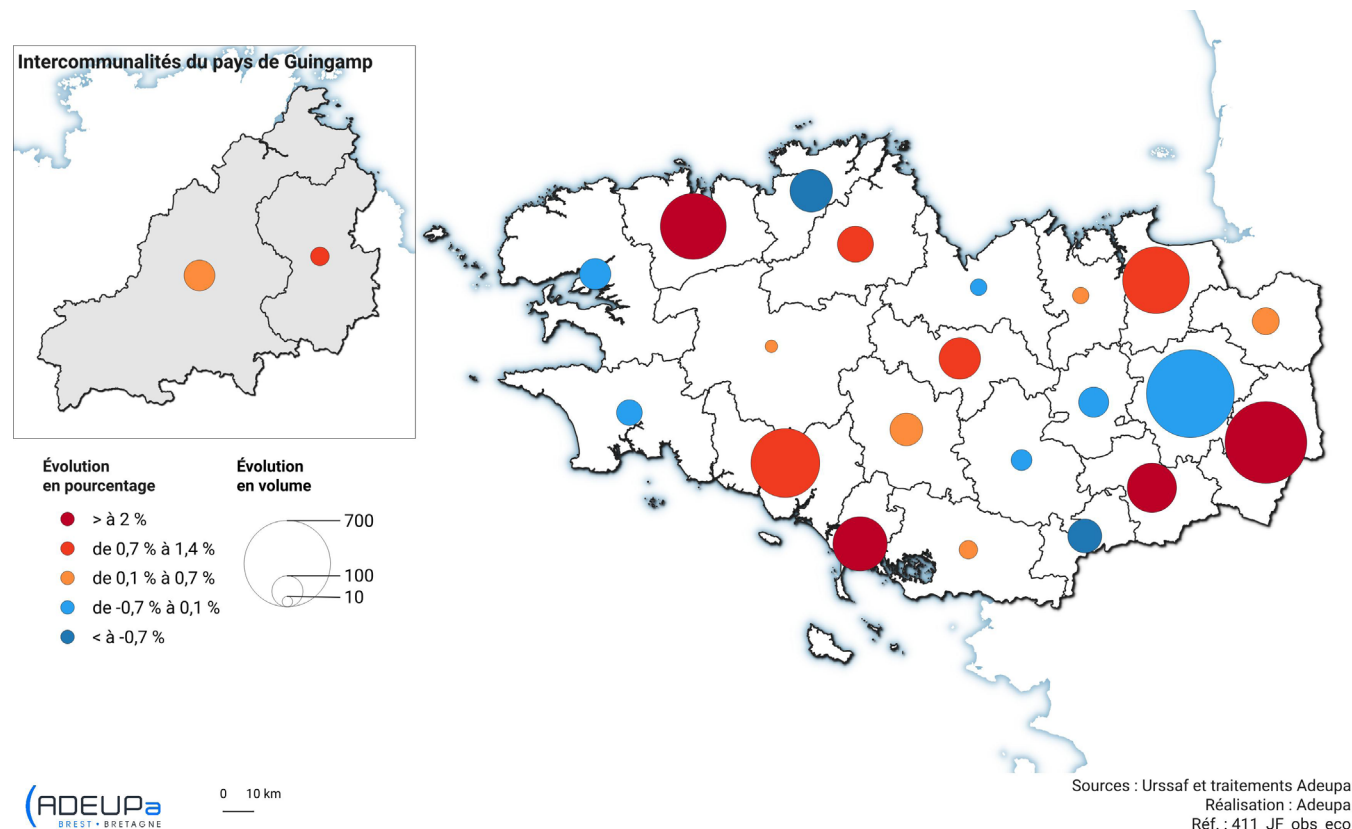 Intercommunalités du pays de Guingamp
Évolution
en pourcentage
> à 2 %
de 0,7 % à 1,4 %
de 0,1 % à 0,7 %
de -0,7 % à 0,1 %
< à -0,7 %
Évolution
en volume
700
100
10
ADEUPa
BREST • BRETAGNE
0 10 km
Sources : Urssaf et traitements Adeupa
Réalisation : Adeupa
Réf. : 411_JF_obs_eco